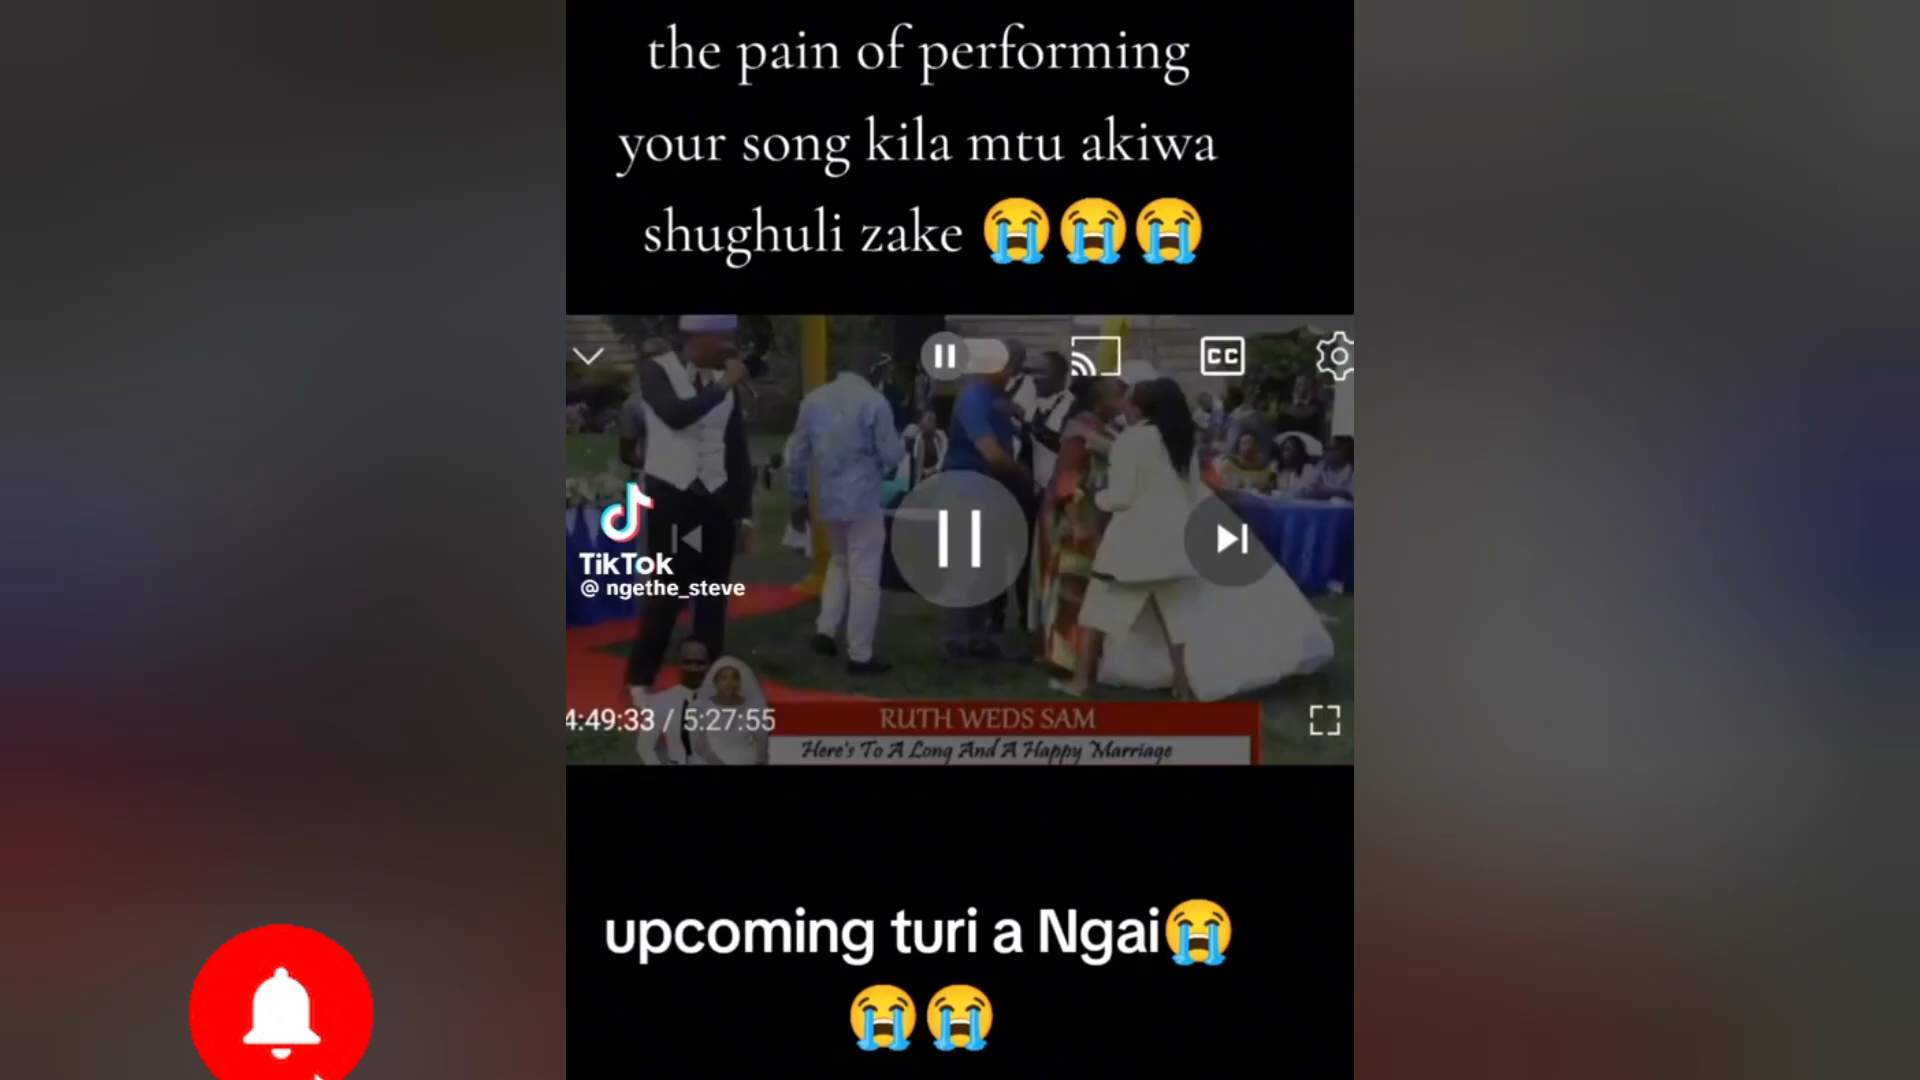 the pain of performing
your song kila mtu akiwa
shughuli zake 😭😭😭
CC
TikTok
@ ngethe_steve
4:49:33 / 5:27:55
RUTH WEDS SAM
Here's To A Long And A Happy Marriage
upcoming turi a Ngai😭
😭😭